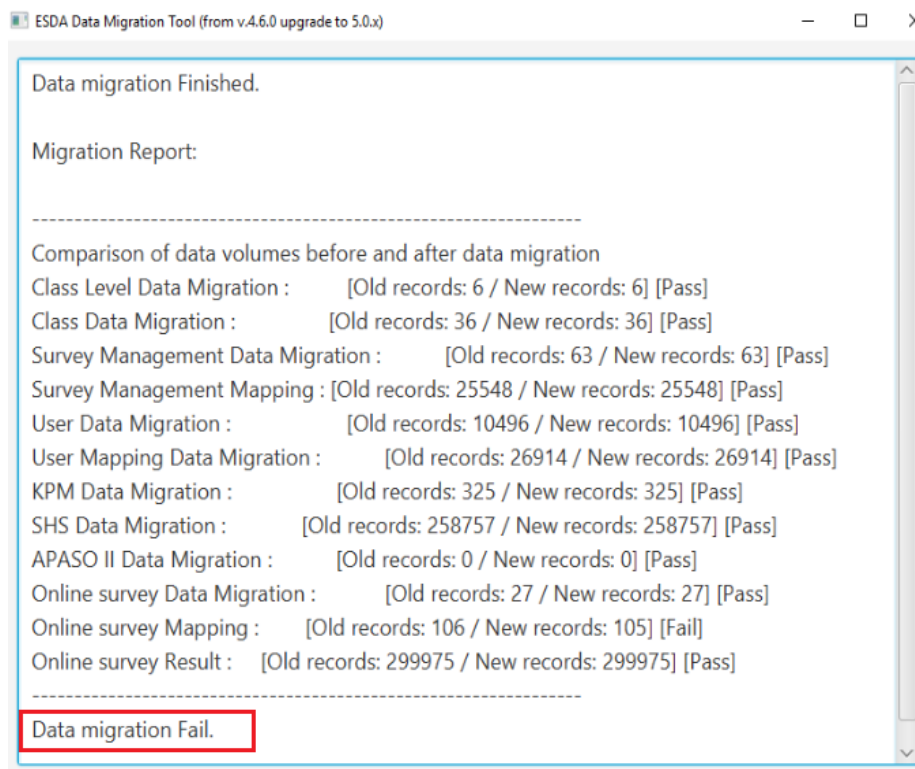 ESDA Data Migration Tool (from v.4.6.0 upgrade to 5.0.x)
Data migration Finished.
Migration Report:
----------------------------------------------------------------
Comparison of data volumes before and after data migration
Class Level Data Migration : [Old records: 6 / New records: 6] [Pass]
Class Data Migration : [Old records: 36 / New records: 36] [Pass]
Survey Management Data Migration : [Old records: 63 / New records: 63] [Pass]
Survey Management Mapping : [Old records: 25548 / New records: 25548] [Pass]
User Data Migration : [Old records: 10496 / New records: 10496] [Pass]
User Mapping Data Migration : [Old records: 26914 / New records: 26914] [Pass]
KPM Data Migration : [Old records: 325 / New records: 325] [Pass]
SHS Data Migration : [Old records: 258757 / New records: 258757] [Pass]
APASO II Data Migration : [Old records: 0 / New records: 0] [Pass]
Online survey Data Migration : [Old records: 27 / New records: 27] [Pass]
Online survey Mapping : [Old records: 106 / New records: 105] [Fail]
Online survey Result : [Old records: 299975 / New records: 299975] [Pass]
----------------------------------------------------------------
Data migration Fail.